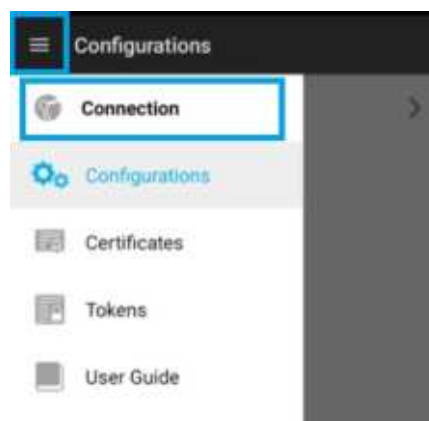 Configurations
Connection
Configurations
Certificates
Tokens
User Guide